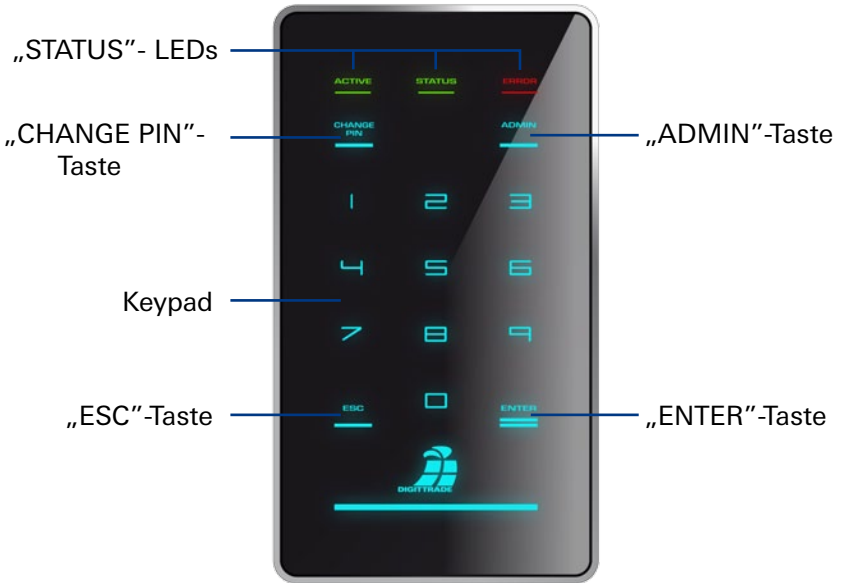 „STATUS”- LEDs
ACTIVE STATUS ERROR
„CHANGE PIN”-
Taste
CHANGE
PIN
ADMIN
„ADMIN”-Taste
1 2 3
4 5 6
Keypad
7 8 9
„ESC”-Taste
ESC 0 ENTER
„ENTER”-Taste
DIGITTRADE